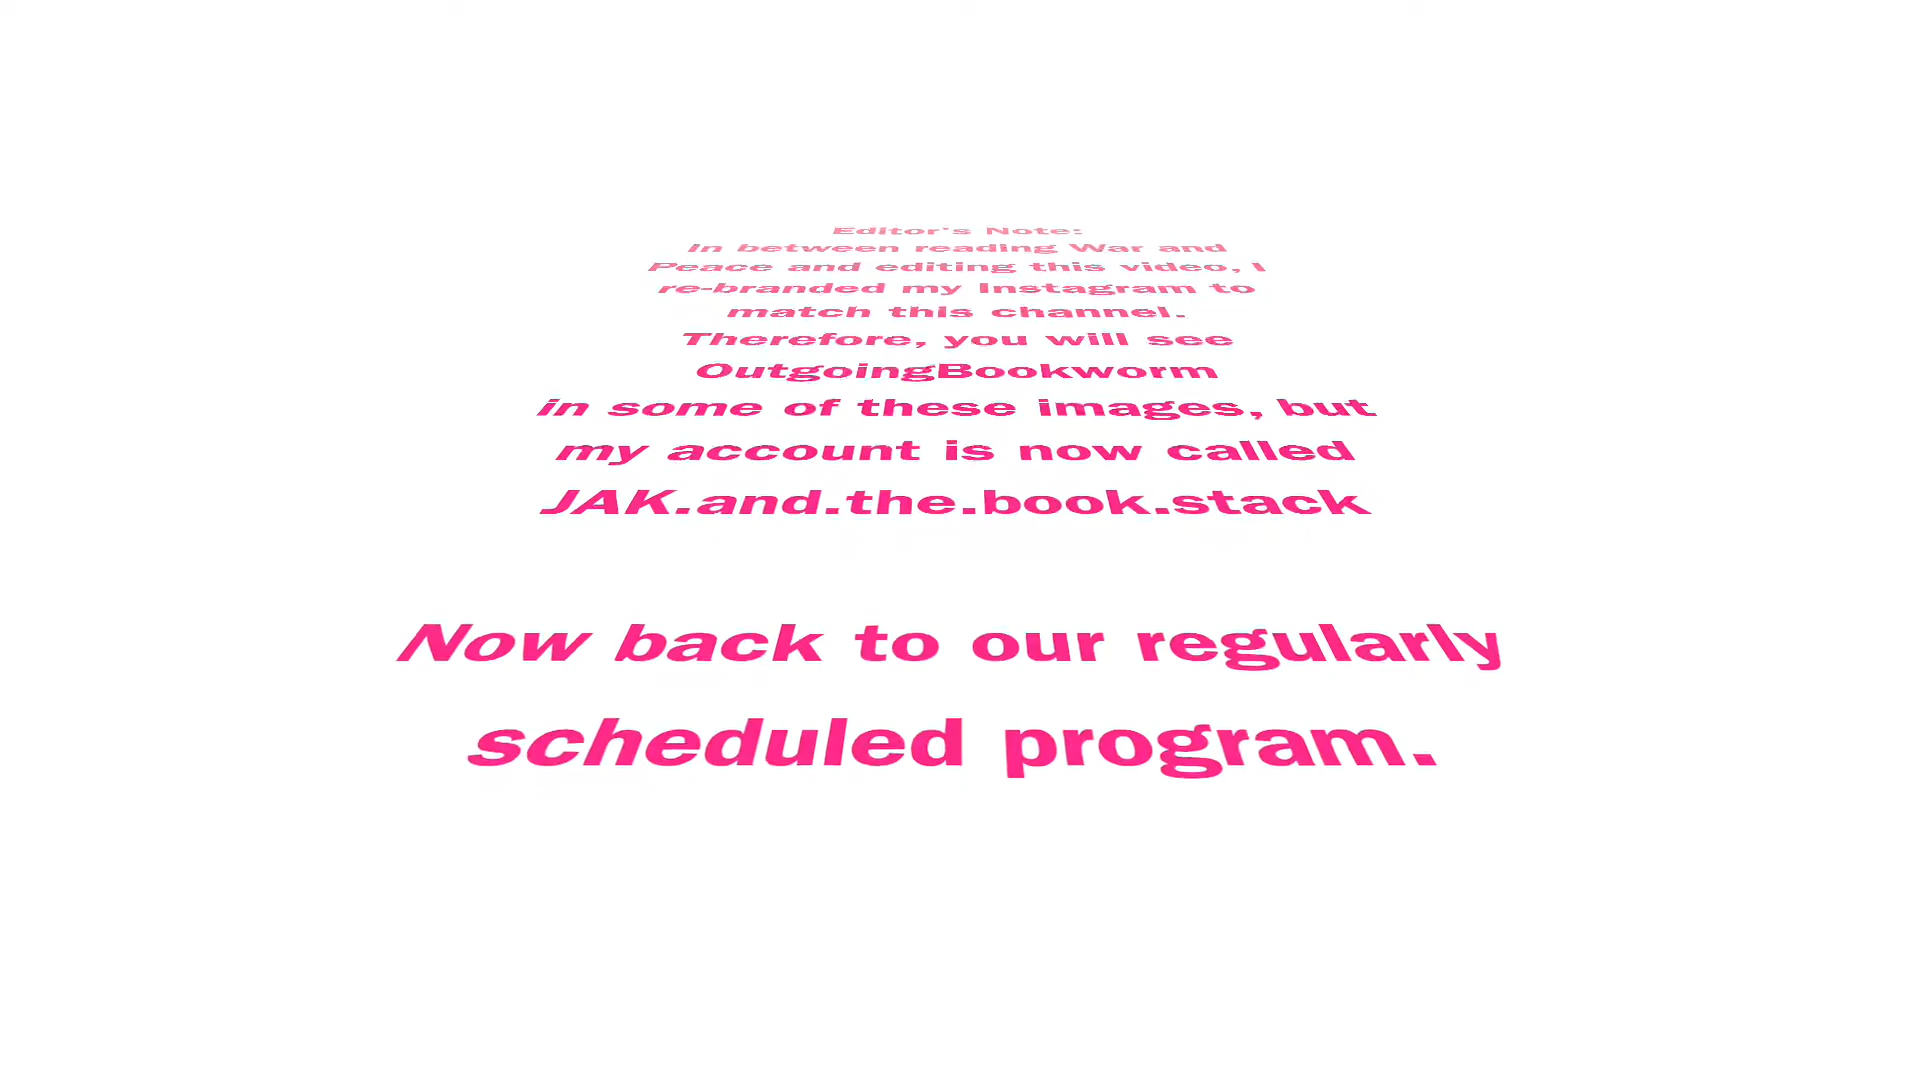 Editor's Note:
In between reading War and
Peace and editing this video, I
re-branded my Instagram to
match this channel.
Therefore, you will see
OutgoingBookworm
in some of these images, but
my account is now called
JAK.and.the.book.stack
Now back to our regularly
scheduled program.